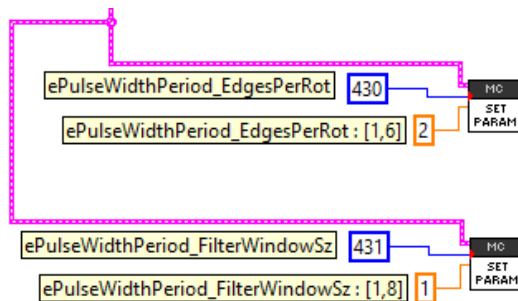 ePulseWidthPeriod_EdgesPerRot 430
MC
SET
PARAM
ePulseWidthPeriod_EdgesPerRot : [1,6] 2
ePulseWidthPeriod_FilterWindowSz 431
MC
SET
PARAM
ePulseWidthPeriod_FilterWindowSz : [1,8] 1